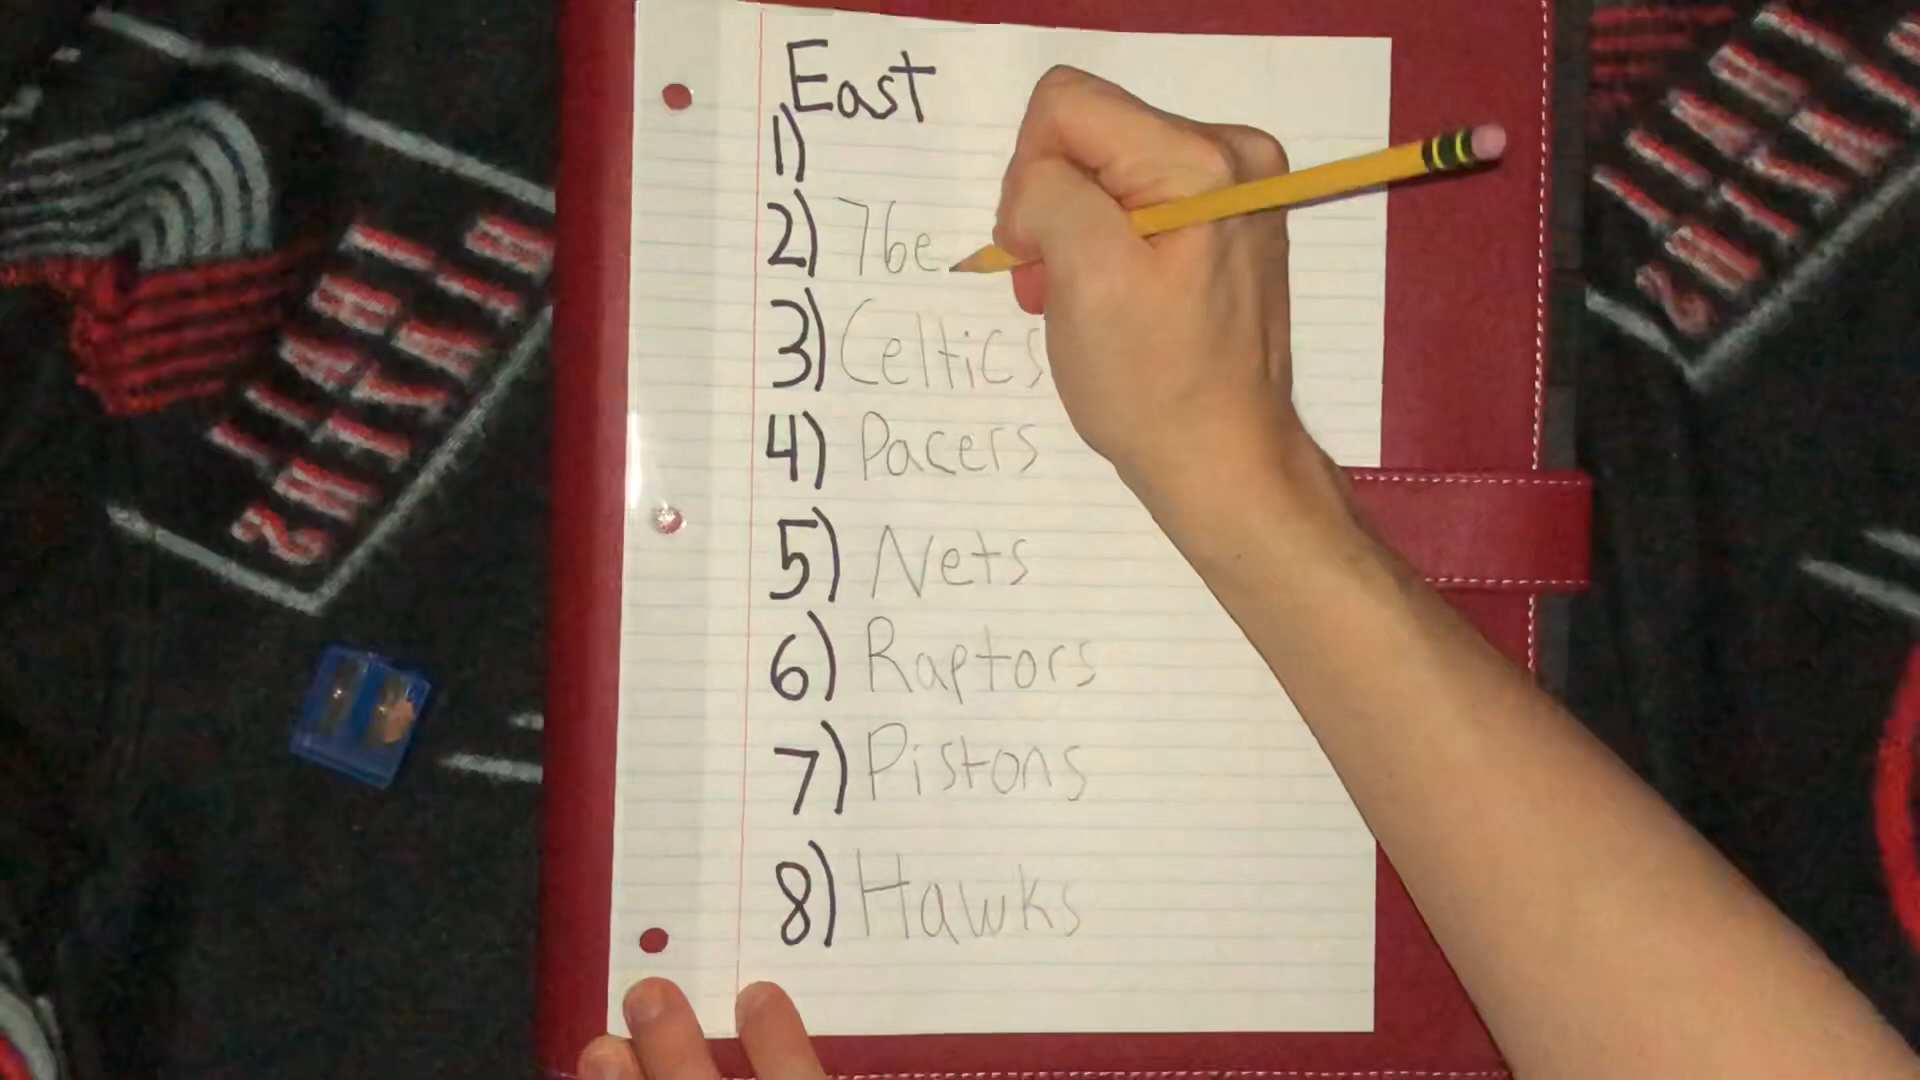 East
1)
2) 76e
3) Celtics
4) Pacers
5) Nets
6) Raptors
7) Pistons
8) Hawks